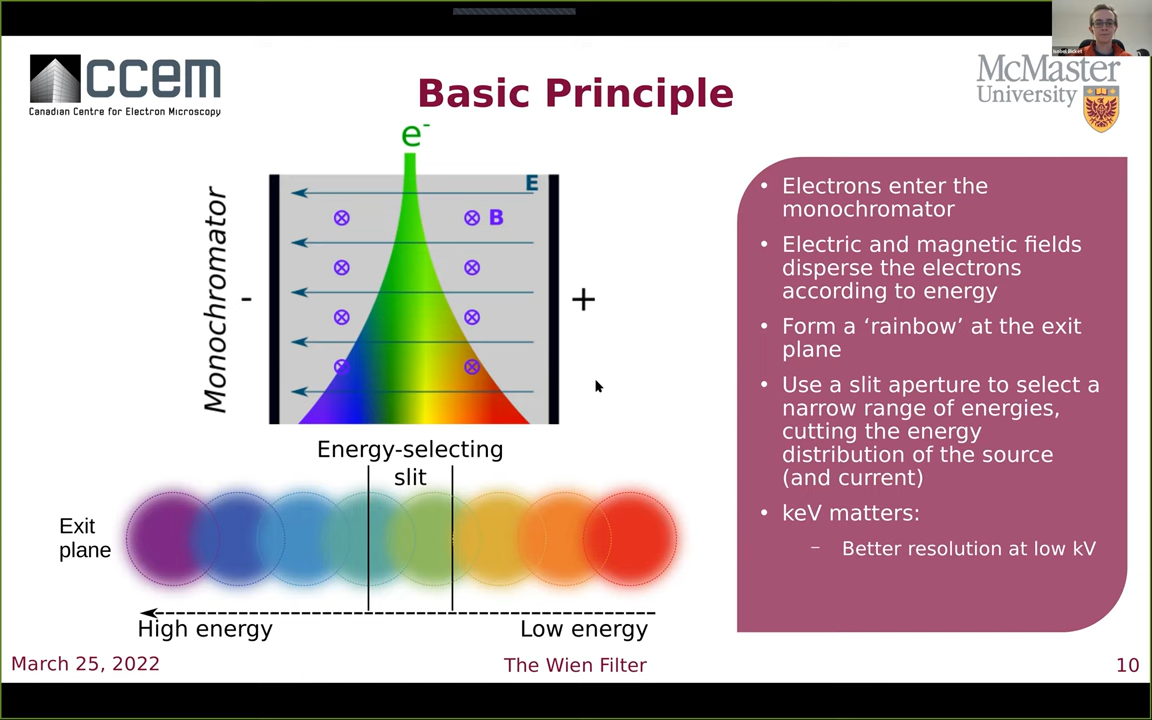 ccem
Canadian Centre for Electron Microscopy
Basic Principle
McMaster
University
e-
E
B
Monochromator
-
+
Energy-selecting
slit
Exit
plane
High energy
Low energy
• Electrons enter the
monochromator
• Electric and magnetic fields
disperse the electrons
according to energy
• Form a ‘rainbow’ at the exit
plane
• Use a slit aperture to select a
narrow range of energies,
cutting the energy
distribution of the source
(and current)
• keV matters:
– Better resolution at low kV
March 25, 2022
The Wien Filter
10